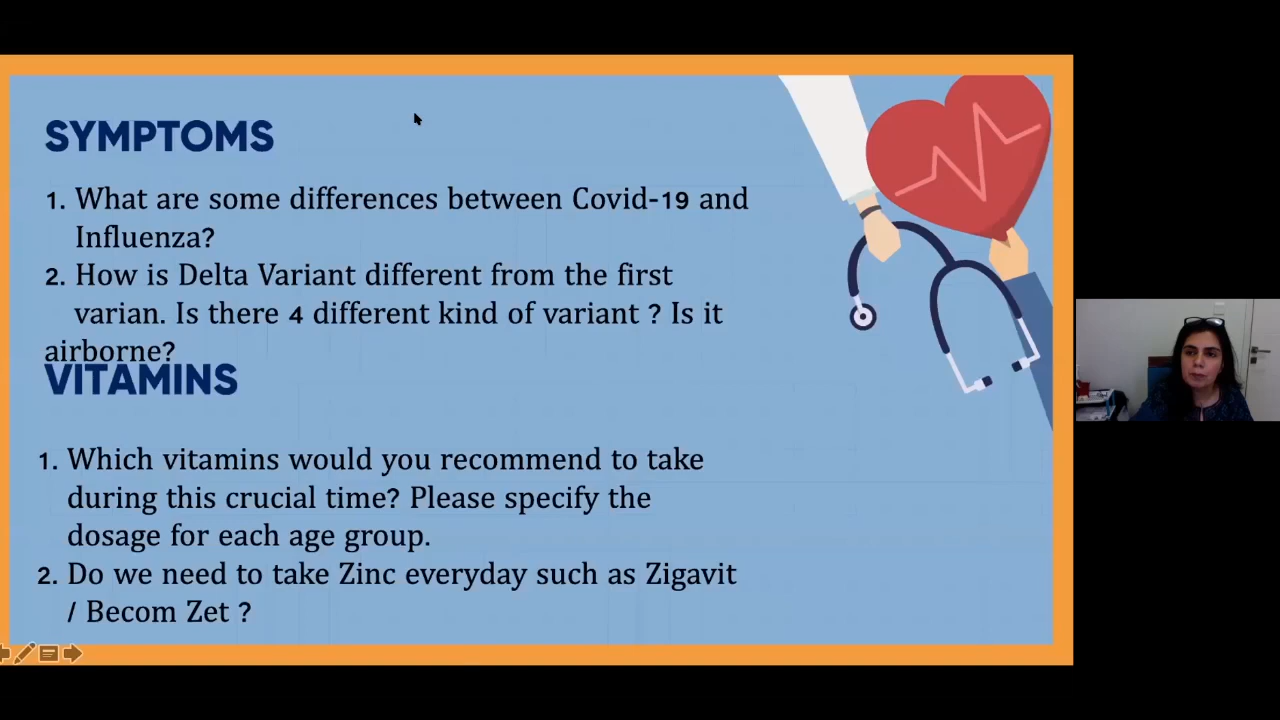 SYMPTOMS
1. What are some differences between Covid-19 and
Influenza?
2. How is Delta Variant different from the first
varian. Is there 4 different kind of variant ? Is it
airborne?
VITAMINS
1. Which vitamins would you recommend to take
during this crucial time? Please specify the
dosage for each age group.
2. Do we need to take Zinc everyday such as Zigavit
/ Becom Zet ?